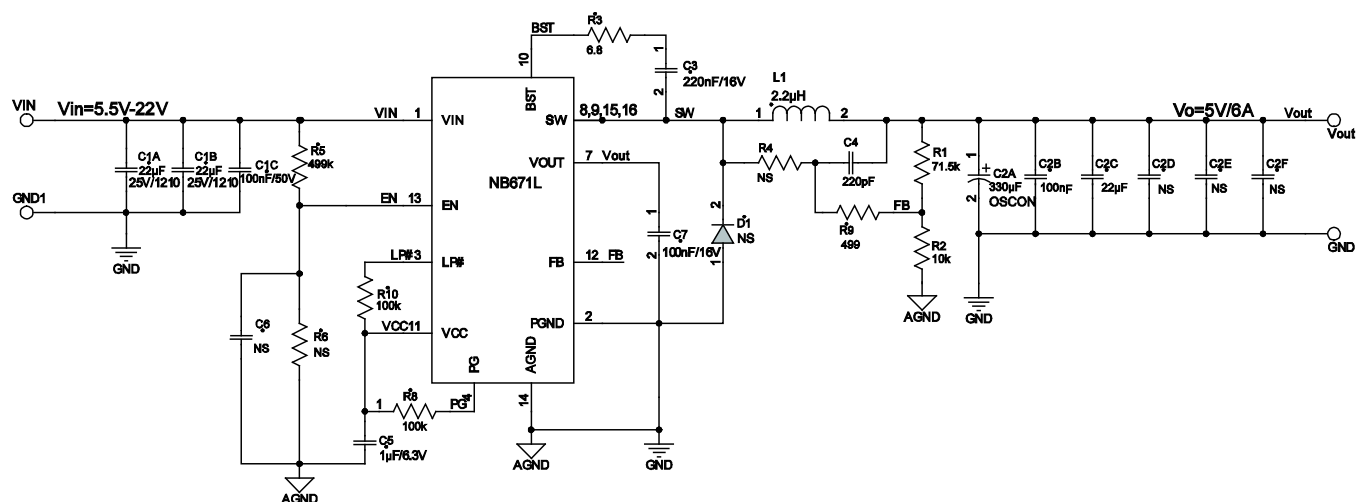 BST
R3
6.8
10
1
C3
220nF/16V
2
L1
2.2µH
VIN
Vin=5.5V-22V
VIN
1
VIN
BST
SW
8,9,15,16
SW
1
2
Vo=5V/6A
Vout
Vout
C1A
22µF
25V/1210
C1B
22µF
25V/1210
C1C
100nF/50V
R5
499k
VOUT
7
Vout
NB671L
R4
NS
C4
220pF
R1
71.5k
1
C2A
330µF
OSCON
2
C2B
100nF
C2C
22µF
C2D
NS
C2E
NS
C2F
NS
GND1
EN
13
EN
R9
499
FB
R2
10k
GND
1
C7
100nF/16V
2
2
D1
NS
1
GND
LP#
3
LP#
FB
12
FB
R10
100k
AGND
GND
C6
NS
R6
NS
VCC
11
VCC
PGND
2
PG
AGND
1
R8
100k
PG
4
14
C5
1µF/6.3V
AGND
GND
AGND